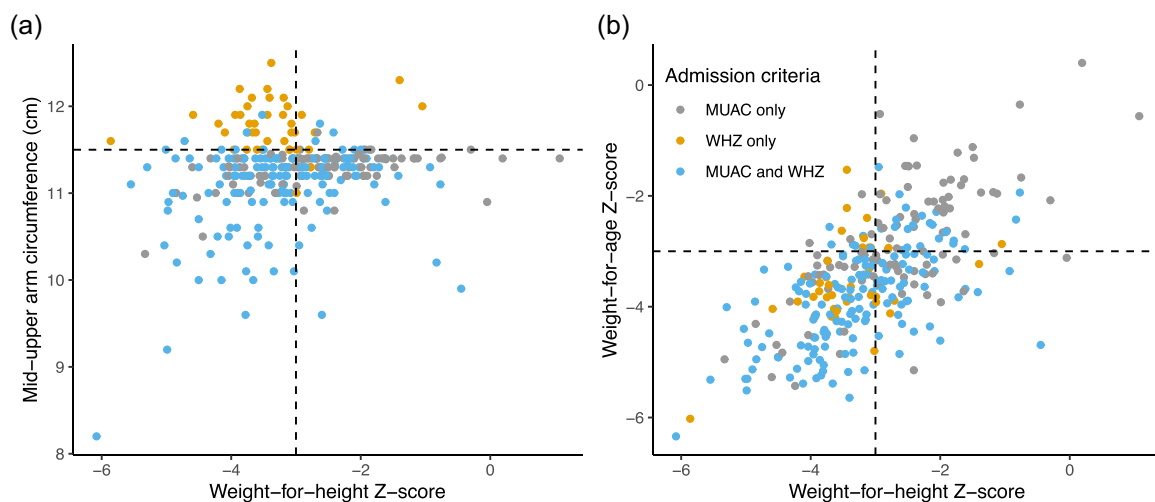 (a)
Mid−upper arm circumference (cm)
12
11
10
9
8
−6
−4
−2
0
Weight−for−height Z−score
(b)
Weight−for−age Z−score
0
−2
−4
−6
Admission criteria
MUAC only
WHZ only
MUAC and WHZ
−6
−4
−2
0
Weight−for−height Z−score